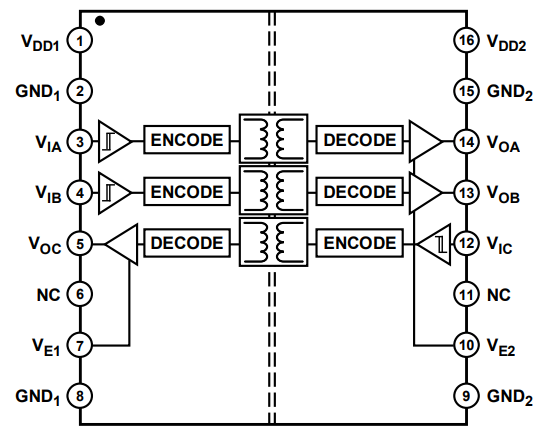 VDD1 1 16 VDD2
GND1 2 15 GND2
VIA 3 ENCODE DECODE 14 VOA
VIB 4 ENCODE DECODE 13 VOB
VOC 5 DECODE ENCODE 12 VIC
NC 6 11 NC
VE1 7 10 VE2
GND1 8 9 GND2